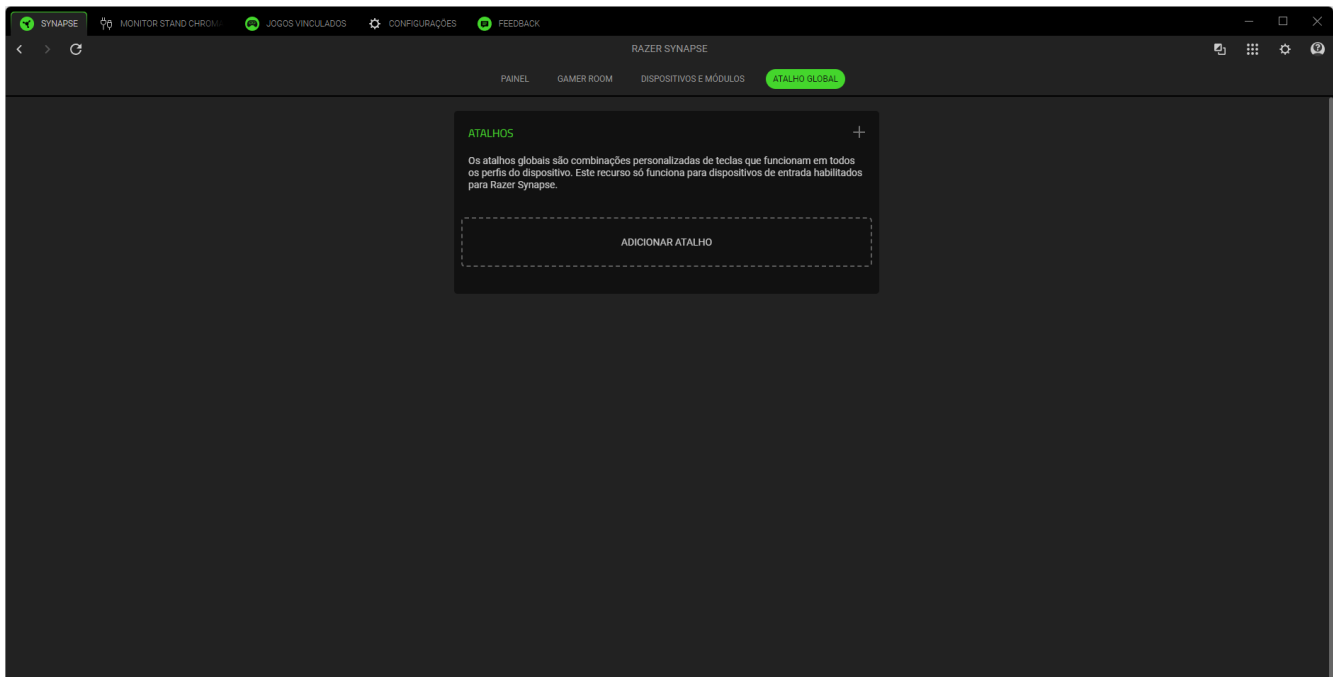 SYNAPSE
MONITOR STAND CHROM
JOGOS VINCULADOS
CONFIGURAÇÕES
FEEDBACK
RAZER SYNAPSE
PAINEL
GAMER ROOM
DISPOSITIVOS E MÓDULOS
ATALHO GLOBAL
ATALHOS
Os atalhos globais são combinações personalizadas de teclas que funcionam em todos
os perfis do dispositivo. Este recurso só funciona para dispositivos de entrada habilitados
para Razer Synapse.
ADICIONAR ATALHO